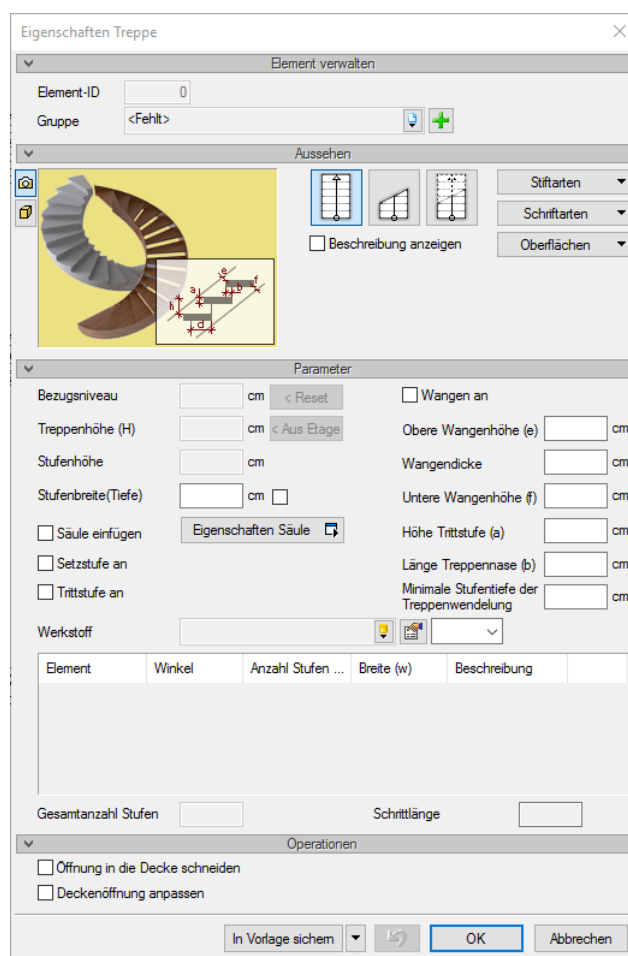 Eigenschaften Treppe
Element verwalten
Element-ID 0
Gruppe <Fehlt>
Aussehen
Stiftarten
Schriftarten
Beschreibung anzeigen Oberflächen
e
a b f
h
d
Parameter
Bezugsniveau cm < Reset Wangen an
Treppenhöhe (H) cm < Aus Etage Obere Wangenhöhe (e) cm
Stufenhöhe cm Wangendicke cm
Stufenbreite(Tiefe) cm Untere Wangenhöhe (f) cm
Säule einfügen Eigenschaften Säule Höhe Trittstufe (a) cm
Setzstufe an Länge Treppennase (b) cm
Trittstufe an Minimale Stufentiefe der
Treppenwendelung cm
Werkstoff
Element Winkel Anzahl Stufen ... Breite (w) Beschreibung
Gesamtanzahl Stufen Schrittlänge
Operationen
Öffnung in die Decke schneiden
Deckenöffnung anpassen
In Vorlage sichern OK Abbrechen